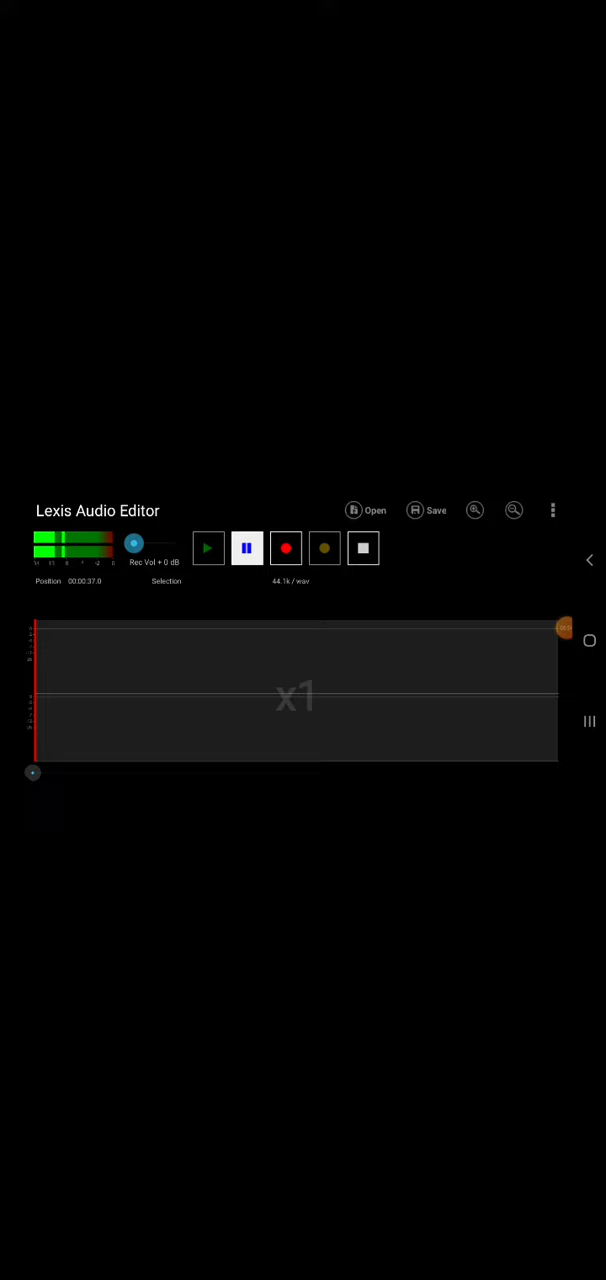 Lexis Audio Editor
Open
Save
Rec Vol + 0 dB
Position 00:00:37.0
Selection
44.1k / wav
x1